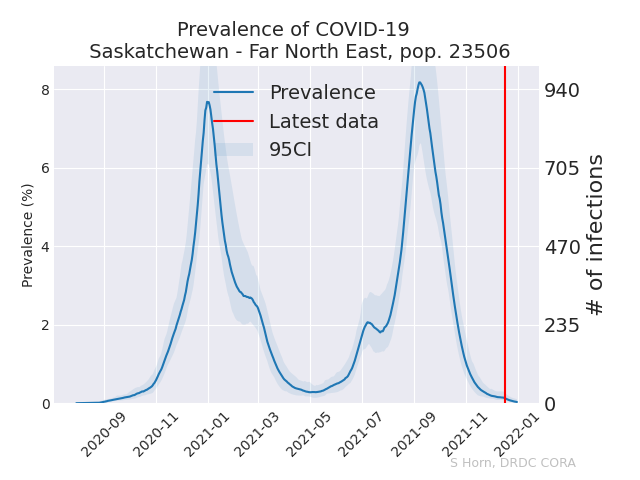 Prevalence of COVID-19
Saskatchewan - Far North East, pop. 23506
Prevalence
Latest data
95CI
Prevalence (%)
8
6
4
2
0
940
705
470
235
0
# of infections
2020-09
2020-11
2021-01
2021-03
2021-05
2021-07
2021-09
2021-11
2022-01
S Horn, DRDC CORA